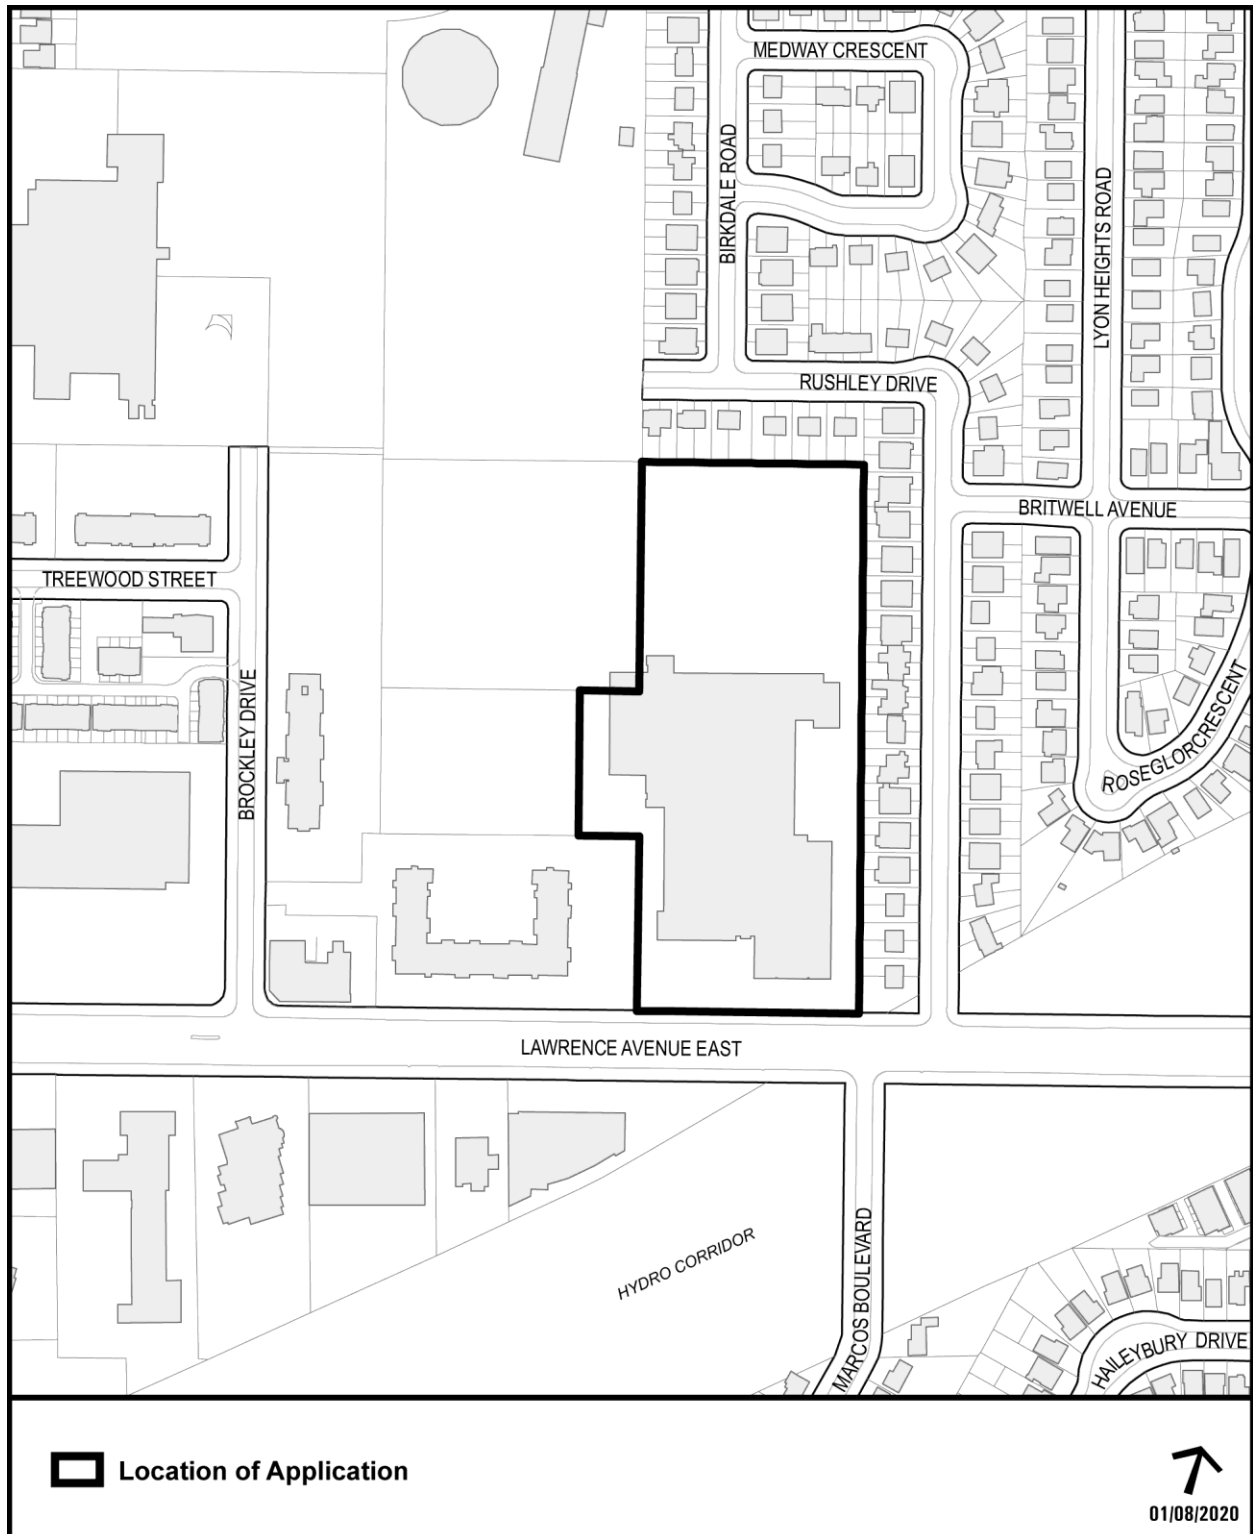 MEDWAY CRESCENT
BIRKDALE ROAD
LYON HEIGHTS ROAD
RUSHLEY DRIVE
BRITWELL AVENUE
TREEWOOD STREET
BROCKLEY DRIVE
ROSEGLORCRESCENT
LAWRENCE AVENUE EAST
HYDRO CORRIDOR
MARCOS BOULEVARD
HAILEYBURY DRIVE
Location of Application
01/08/2020